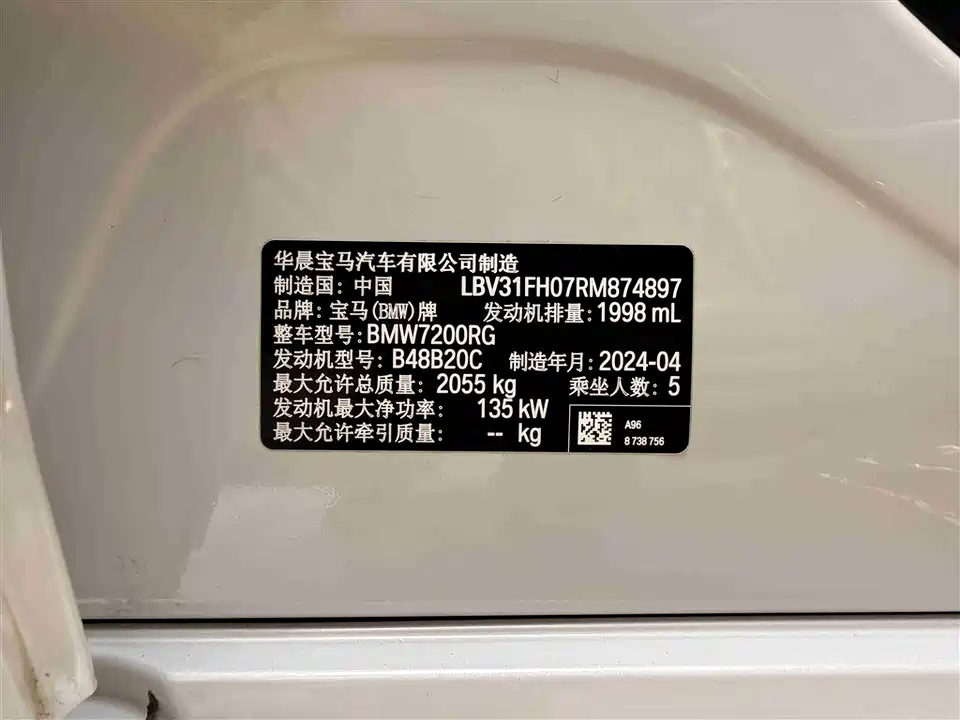 华晨宝马汽车有限公司制造
制造国：中国 LBV31FH07RM874897
品牌：宝马(BMW)牌 发动机排量：1998 mL
整车型号：BMW7200RG
发动机型号：B48B20C 制造年月：2024-04
最大允许总质量：2055 kg 乘坐人数：5
发动机最大净功率：135 kW
最大允许牵引质量：-- kg
A96
8 738 756